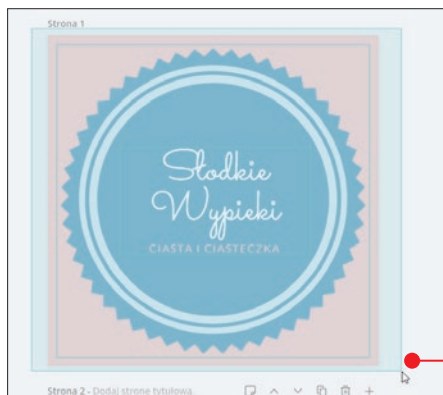 Strona 1
Słodkie
Wypieki
CIASTA I CIASTECZKA
Strona 2 - Dodaj stronę tytułową